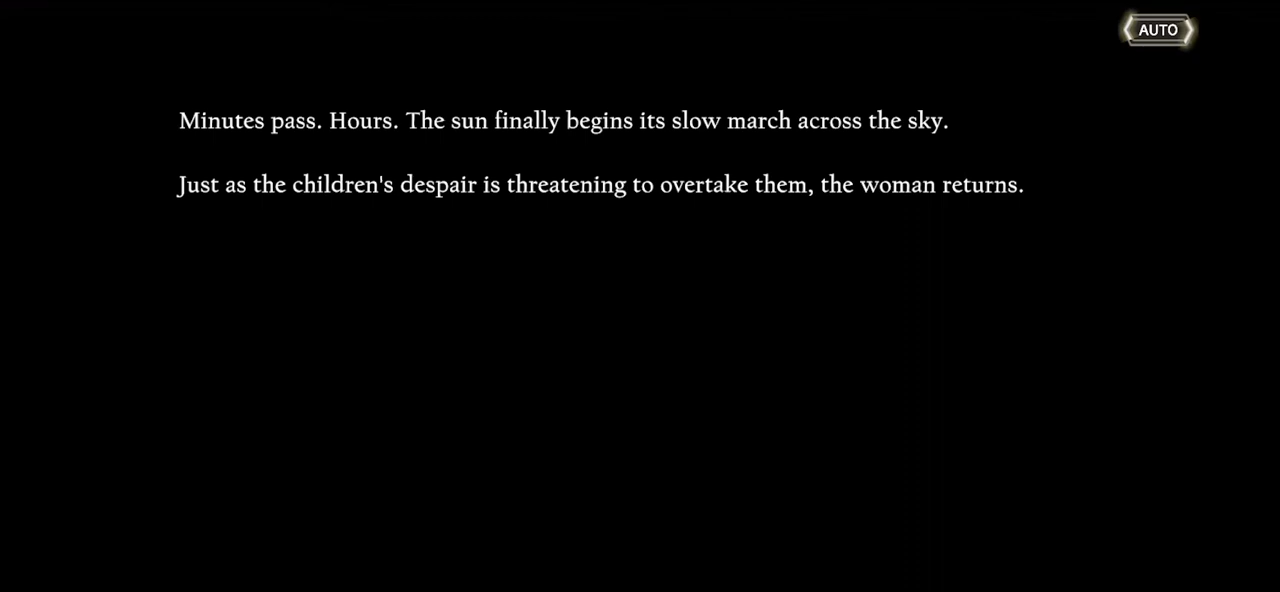 AUTO
Minutes pass. Hours. The sun finally begins its slow march across the sky.
Just as the children's despair is threatening to overtake them, the woman returns.